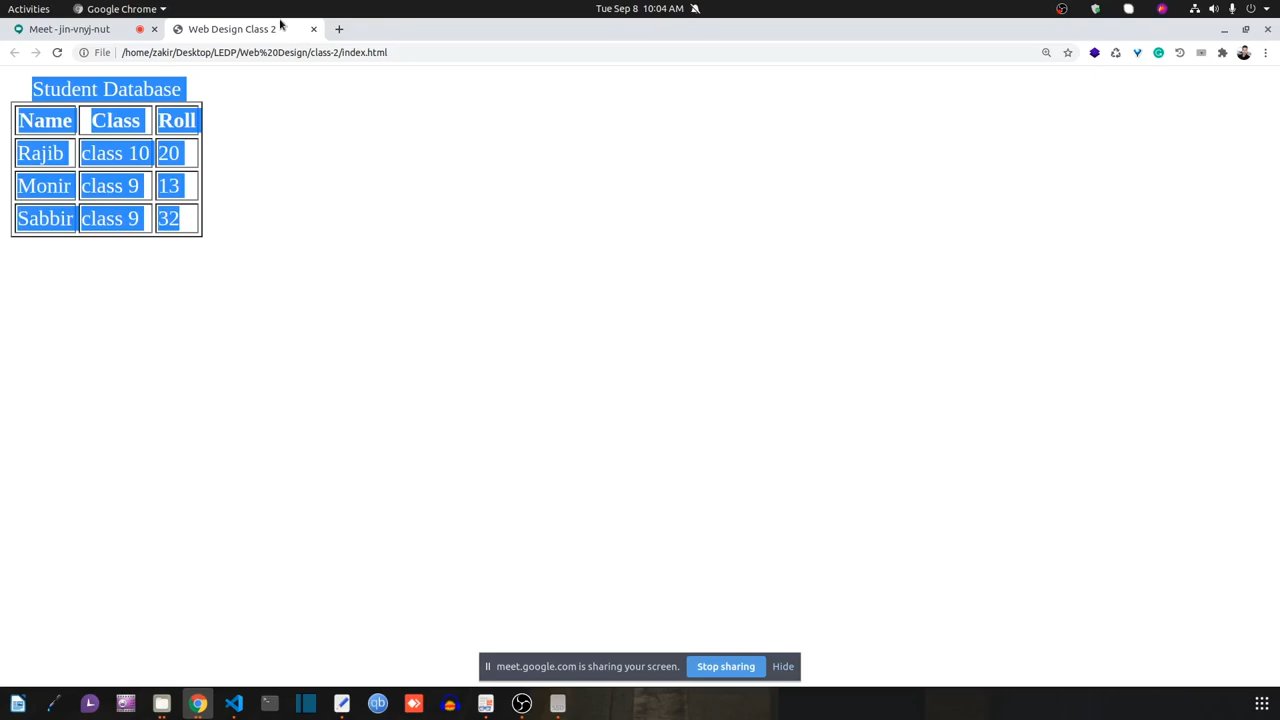 Activities Google Chrome Tue Sep 8 10:04 AM
Meet - jin-vnyj-nut Web Design Class 2
File /home/zakir/Desktop/LEDP/Web%20Design/class-2/index.html
Student Database
Name Class Roll
Rajib class 10 20
Monir class 9 13
Sabbir class 9 32
meet.google.com is sharing your screen. Stop sharing Hide
qb